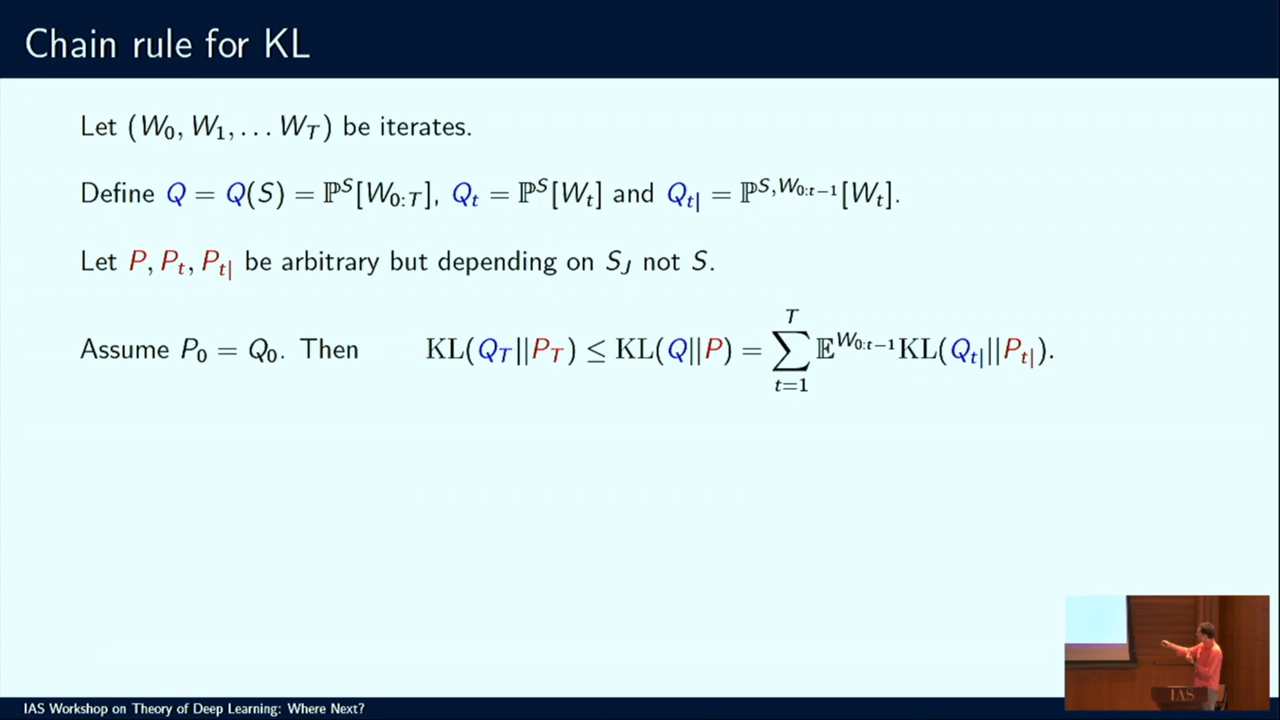 Chain rule for KL
Let (W₀, W₁, … W_T) be iterates.
Define Q = Q(S) = ℙ^S[W_{0:T}], Q_t = ℙ^S[W_t] and Q_{t|} = ℙ^{S,W_{0:t−1}}[W_t].
Let P, P_t, P_{t|} be arbitrary but depending on S_J not S.
Assume P₀ = Q₀. Then KL(Q_T||P_T) ≤ KL(Q||P) = ∑_{t=1}^{T} 𝔼^{W_{0:t−1}}KL(Q_{t|}||P_{t|}).
IAS
IAS Workshop on Theory of Deep Learning: Where Next?